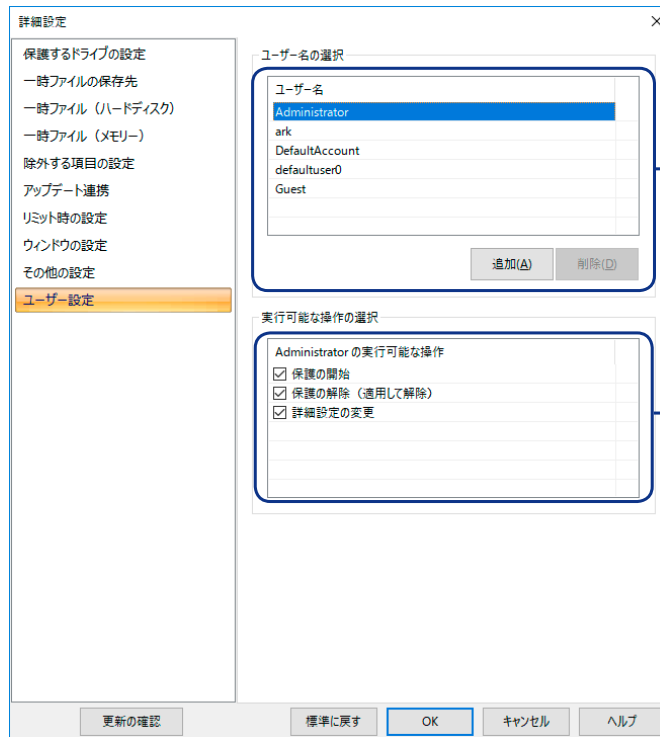 詳細設定
保護するドライブの設定
一時ファイルの保存先
一時ファイル（ハードディスク）
一時ファイル（メモリー）
除外する項目の設定
アップデート連携
リミット時の設定
ウィンドウの設定
その他の設定
ユーザー設定
ユーザー名の選択
ユーザー名
Administrator
ark
DefaultAccount
defaultuser0
Guest
追加(A) 削除(D)
実行可能な操作の選択
Administrator の実行可能な操作
保護の開始
保護の解除（適用して解除）
詳細設定の変更
更新の確認 標準に戻す OK キャンセル ヘルプ